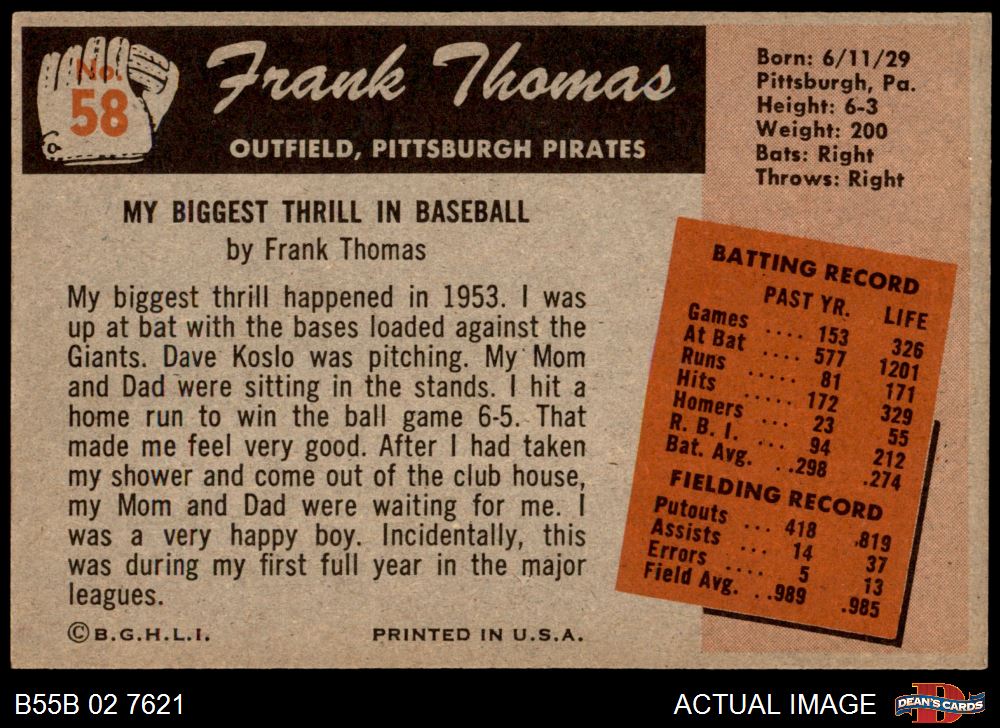 No.
58
Frank Thomas
OUTFIELD, PITTSBURGH PIRATES
Born: 6/11/29
Pittsburgh, Pa.
Height: 6-3
Weight: 200
Bats: Right
Throws: Right
MY BIGGEST THRILL IN BASEBALL
by Frank Thomas
My biggest thrill happened in 1953. I was
up at bat with the bases loaded against the
Giants. Dave Koslo was pitching. My Mom
and Dad were sitting in the stands. I hit a
home run to win the ball game 6-5. That
made me feel very good. After I had taken
my shower and come out of the club house,
my Mom and Dad were waiting for me. I
was a very happy boy. Incidentally, this
was during my first full year in the major
leagues.
© B.G.H.L.I. PRINTED IN U.S.A.
BATTING RECORD
PAST YR. LIFE
Games .... 153 326
At Bat .... 577 1201
Runs ..... 81 171
Hits ..... 172 329
Homers ... 23 55
R. B. I. ... 94 212
Bat. Avg. ..298 .274
FIELDING RECORD
Putouts ... 418 .819
Assists ... 14 37
Errors .... 5 13
Field Avg. ..989 .985
B55B 02 7621 ACTUAL IMAGE
D
DEAN'S CARDS